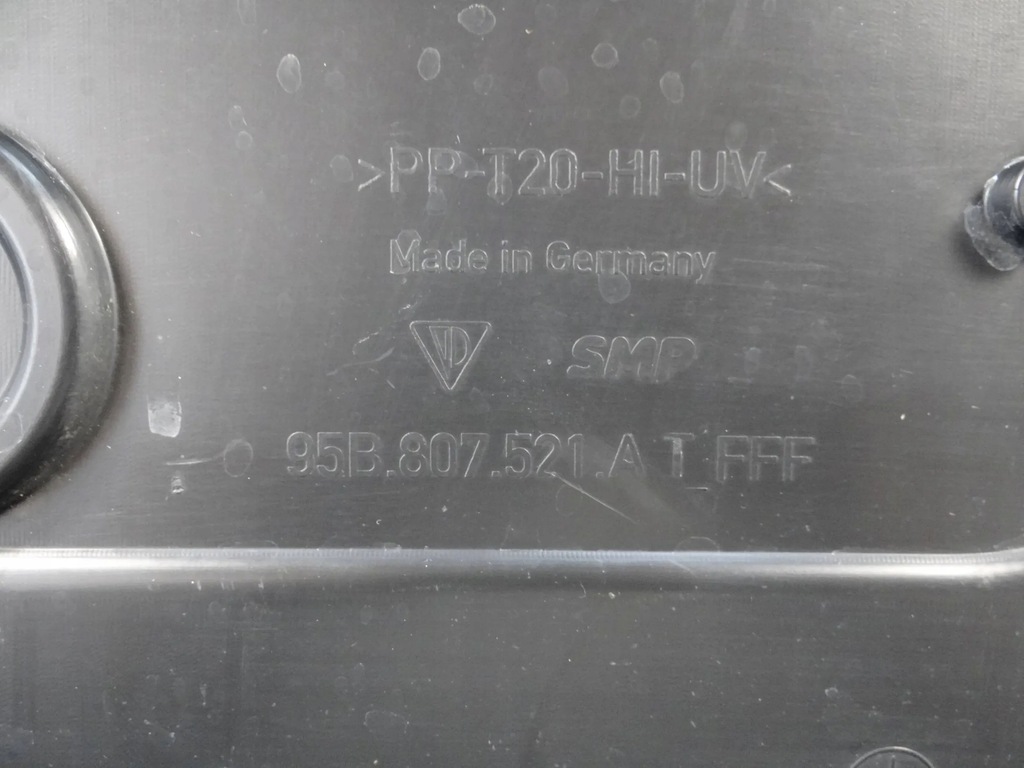 >PP-T20-HI-UV<
Made in Germany
SMP
95B.807.521.A T FFF